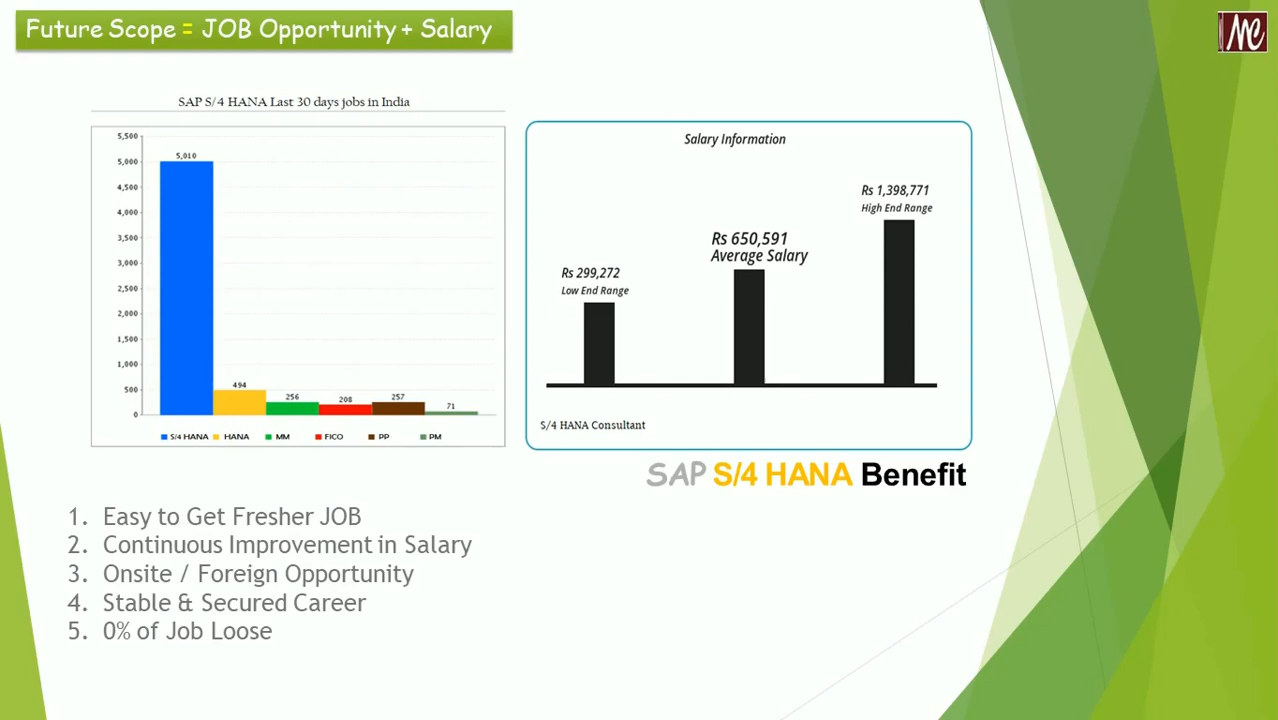 Future Scope = JOB Opportunity + Salary
MC
SAP S/4 HANA Last 30 days jobs in India
5,500
5,000
4,500
4,000
3,500
3,000
2,500
2,000
1,500
1,000
500
0
5,010
494
256
208
257
71
S/4 HANA HANA MM FICO PP PM
Salary Information
Rs 299,272
Low End Range
Rs 650,591
Average Salary
Rs 1,398,771
High End Range
S/4 HANA Consultant
SAP S/4 HANA Benefit
1. Easy to Get Fresher JOB
2. Continuous Improvement in Salary
3. Onsite / Foreign Opportunity
4. Stable & Secured Career
5. 0% of Job Loose